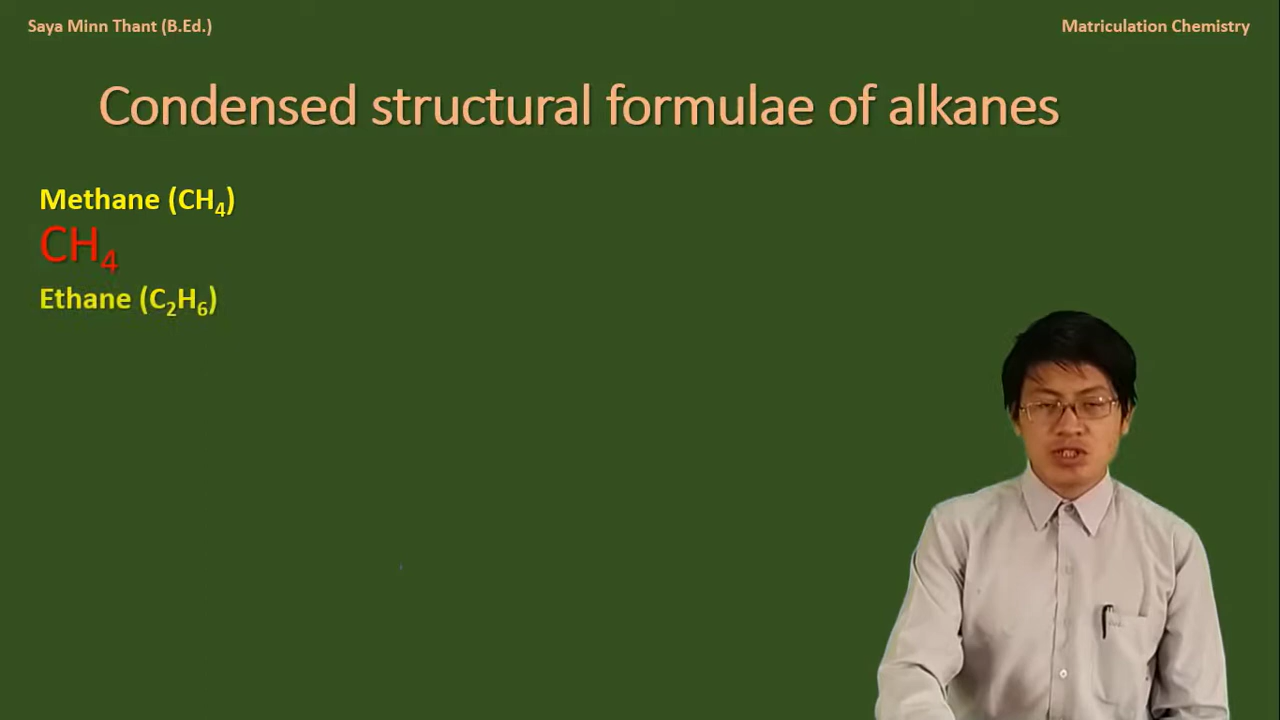 Saya Minn Thant (B.Ed.)
Matriculation Chemistry
Condensed structural formulae of alkanes
Methane (CH₄)
CH₄
Ethane (C₂H₆)